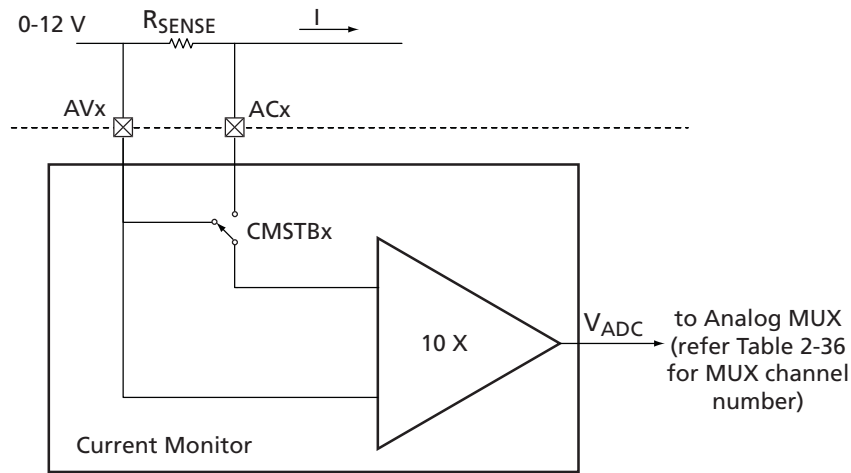 0-12 V
RSENSE
I
AVx
ACx
CMSTBx
10 X
VADC
to Analog MUX
(refer Table 2-36
for MUX channel
number)
Current Monitor